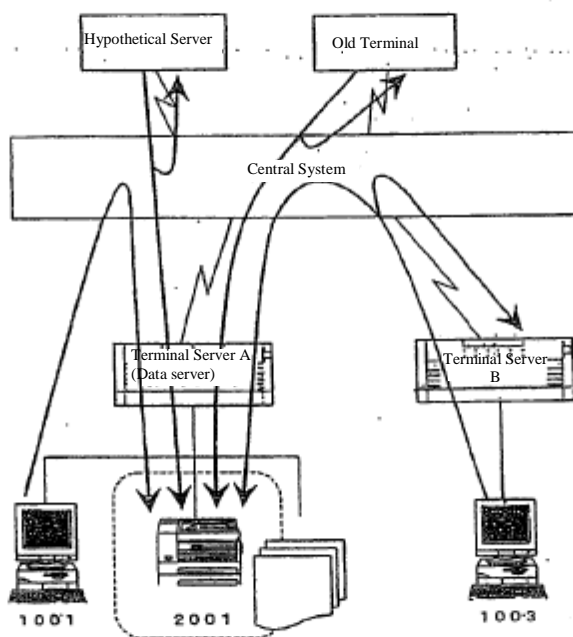 Hypothetical Server
Old Terminal
Central System
Terminal Server A
(Data server)
Terminal Server
B
1001
2001
1003